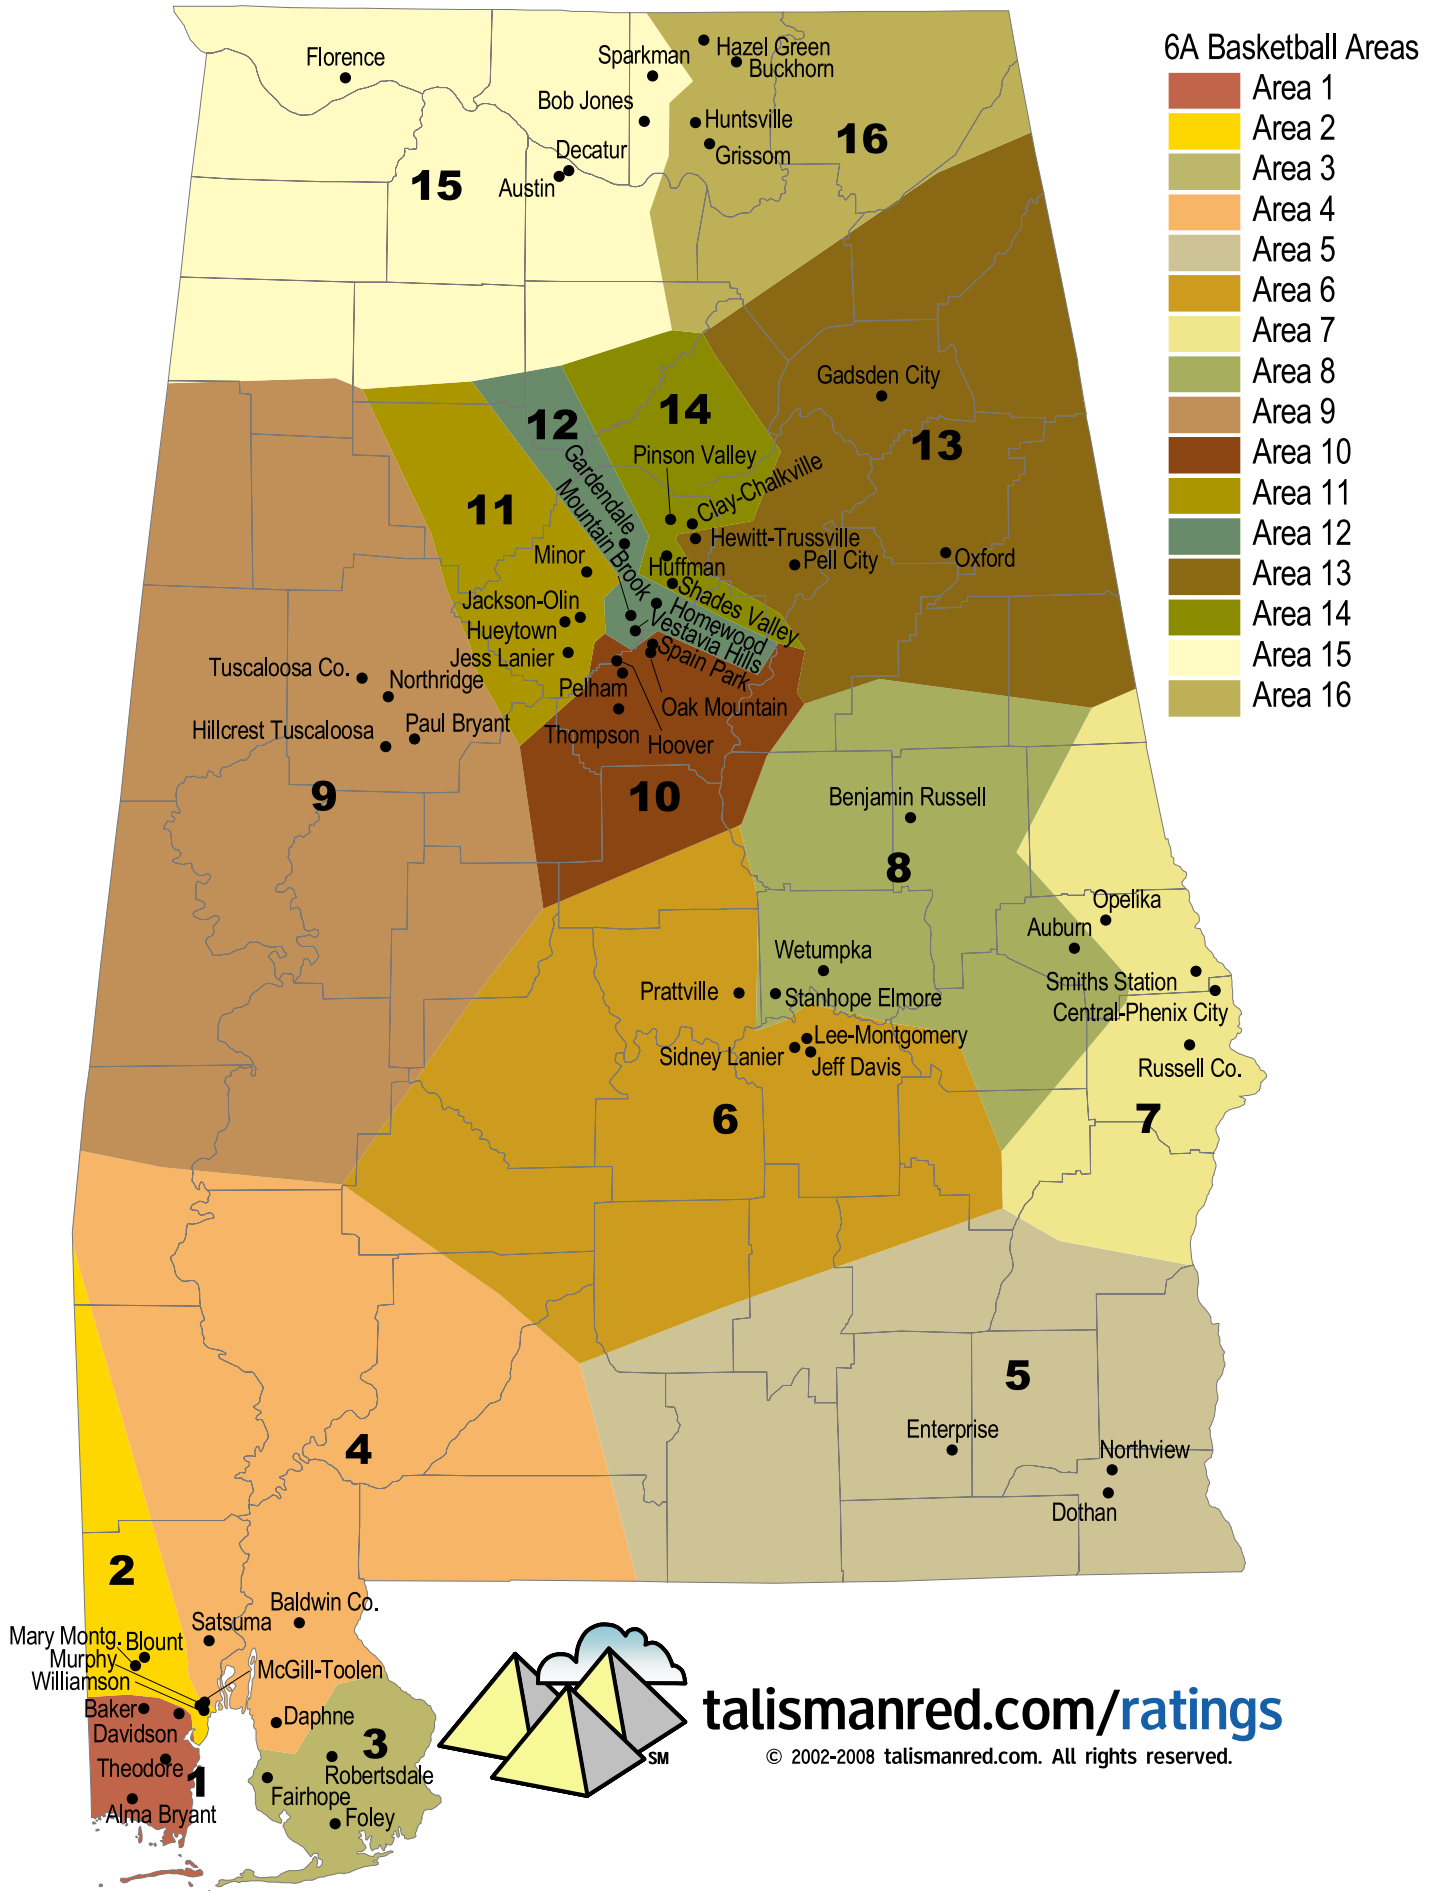 6A Basketball Areas
Area 1
Area 2
Area 3
Area 4
Area 5
Area 6
Area 7
Area 8
Area 9
Area 10
Area 11
Area 12
Area 13
Area 14
Area 15
Area 16
Florence
Sparkman
Hazel Green
Buckhorn
Bob Jones
Huntsville
Grissom
16
Decatur
Austin
15
Gadsden City
14
12
13
Pinson Valley
Gardendale
Clay-Chalkville
Mountain Brook
11
Hewitt-Trussville
Minor
Huffman
Pell City
Oxford
Shades Valley
Jackson-Olin
Homewood
Hueytown
Vestavia Hills
Jess Lanier
Spain Park
Tuscaloosa Co.
Northridge
Pelham
Oak Mountain
Hillcrest Tuscaloosa
Paul Bryant
Thompson
Hoover
9
10
Benjamin Russell
8
Opelika
Auburn
Wetumpka
Smiths Station
Prattville
Stanhope Elmore
Central-Phenix City
Lee-Montgomery
Sidney Lanier
Jeff Davis
Russell Co.
6
7
5
Enterprise
4
Northview
Dothan
2
Baldwin Co.
Satsuma
Mary Montg.
Blount
Murphy
McGill-Toolen
Williamson
Baker
Davidson
Daphne
3
Theodore
1
Robertsdale
Fairhope
Alma Bryant
Foley
SM
talismanred.com/ratings
© 2002-2008 talismanred.com. All rights reserved.